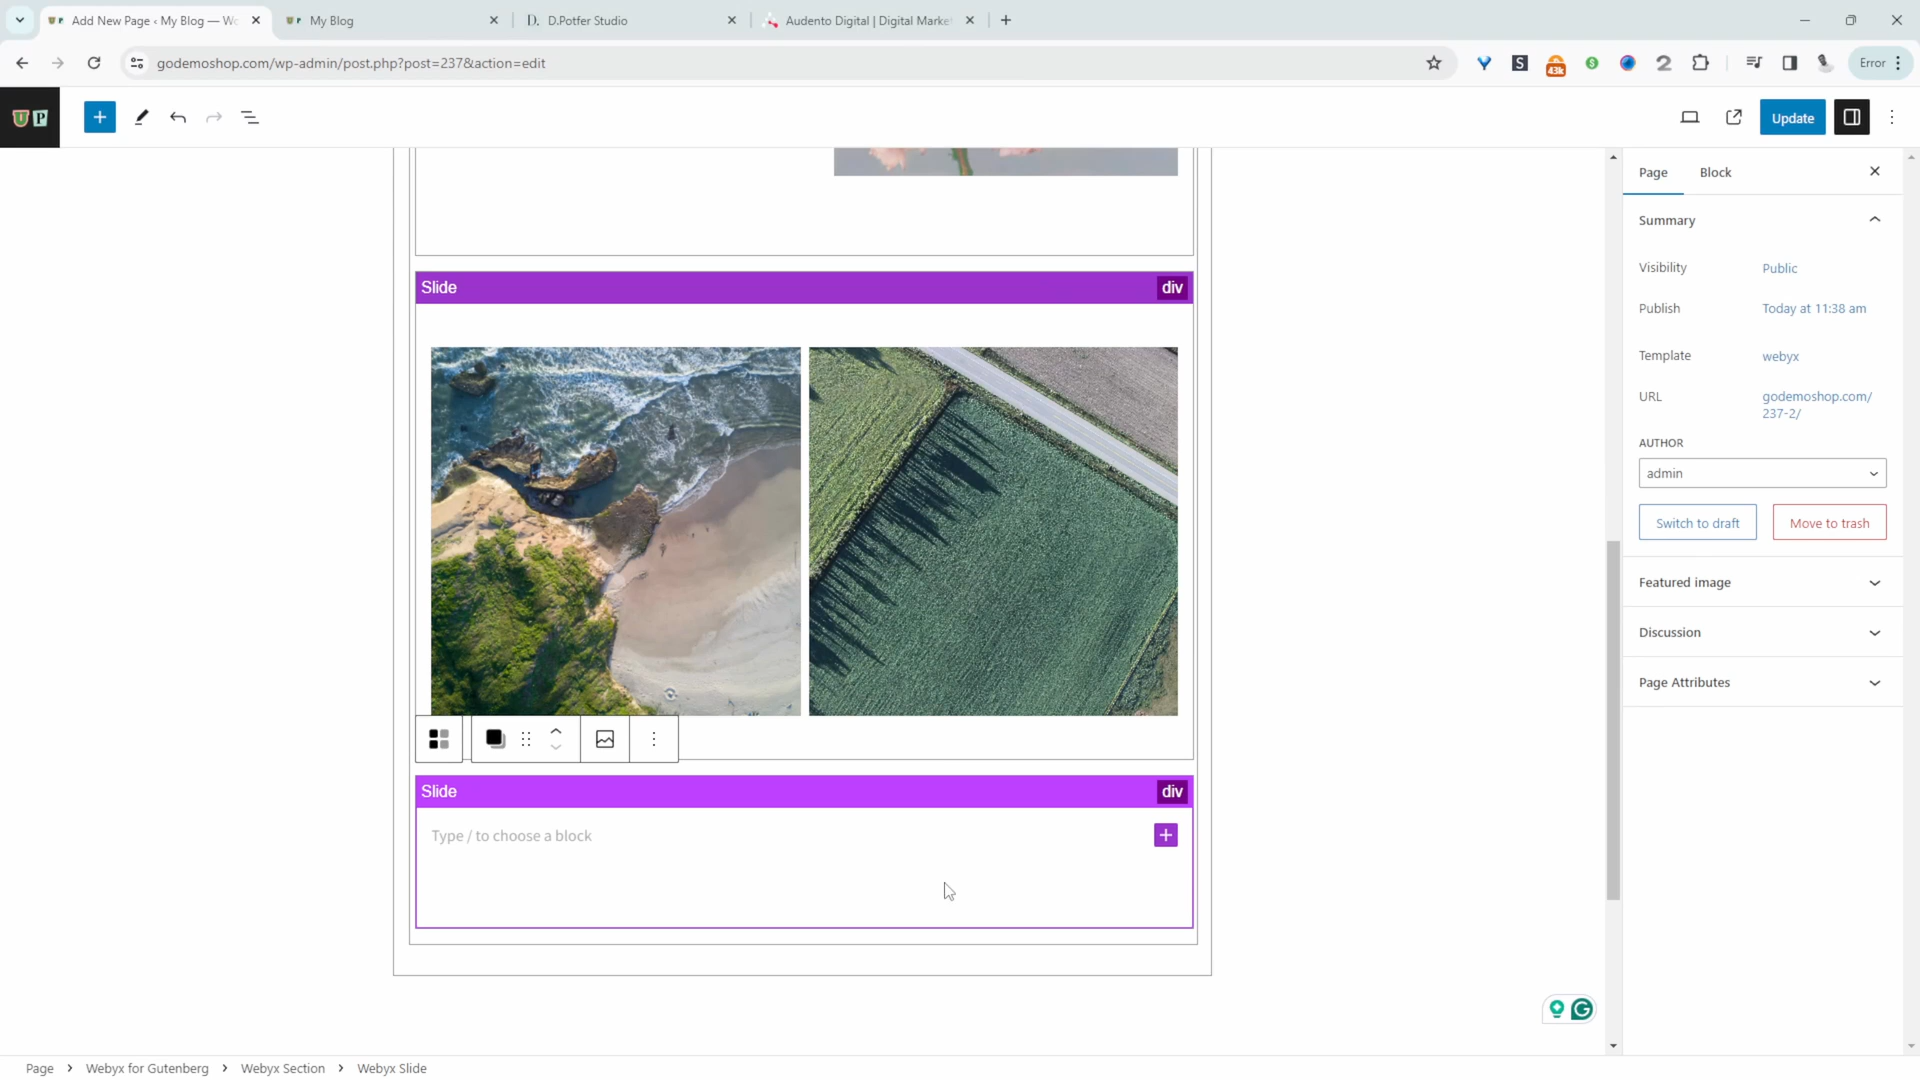 Add New Page ‹ My Blog — Wo
My Blog
D.Potfer Studio
Audento Digital | Digital Marke
godemoshop.com/wp-admin/post.php?post=237&action=edit
43k
Error
UP
Update
Page
Block
Summary
Visibility
Public
Publish
Today at 11:38 am
Template
webyx
URL
godemoshop.com/
237-2/
AUTHOR
admin
Switch to draft
Move to trash
Featured image
Discussion
Page Attributes
Slide
div
Slide
div
Type / to choose a block
Page
Webyx for Gutenberg
Webyx Section
Webyx Slide